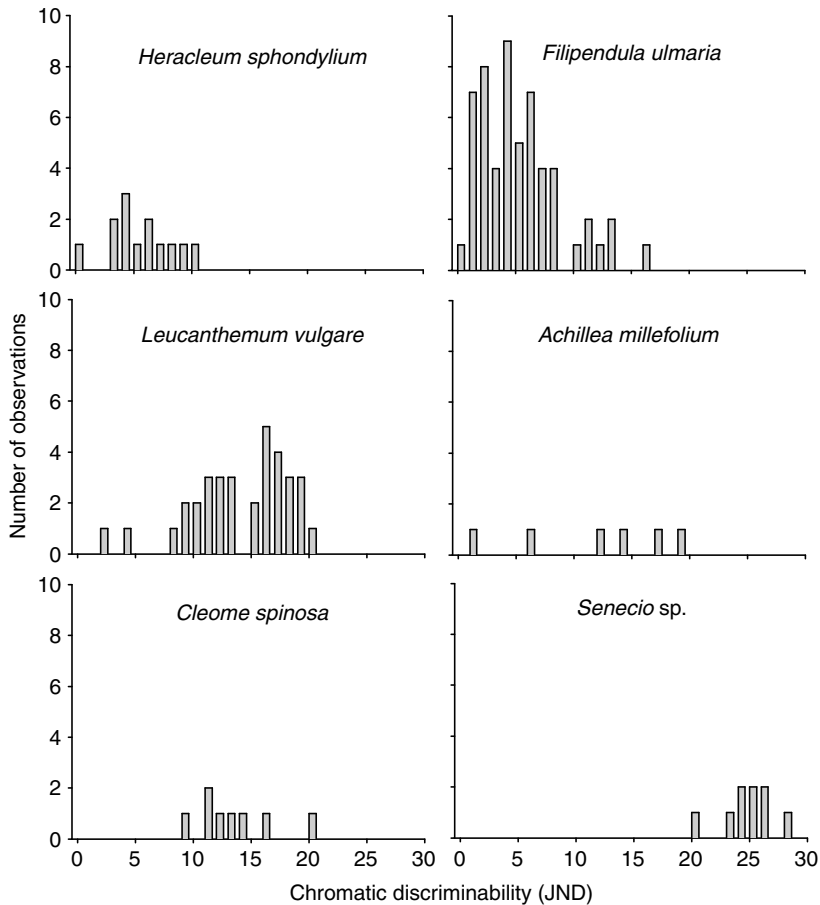 Heracleum sphondylium
Filipendula ulmaria
10
8
6
4
2
0
0 5 10 15 20 25 30
0 5 10 15 20 25 30
Leucanthemum vulgare
Achillea millefolium
10
8
6
4
2
0
Cleome spinosa
Senecio sp.
10
8
6
4
2
0
Number of observations
Chromatic discriminability (JND)